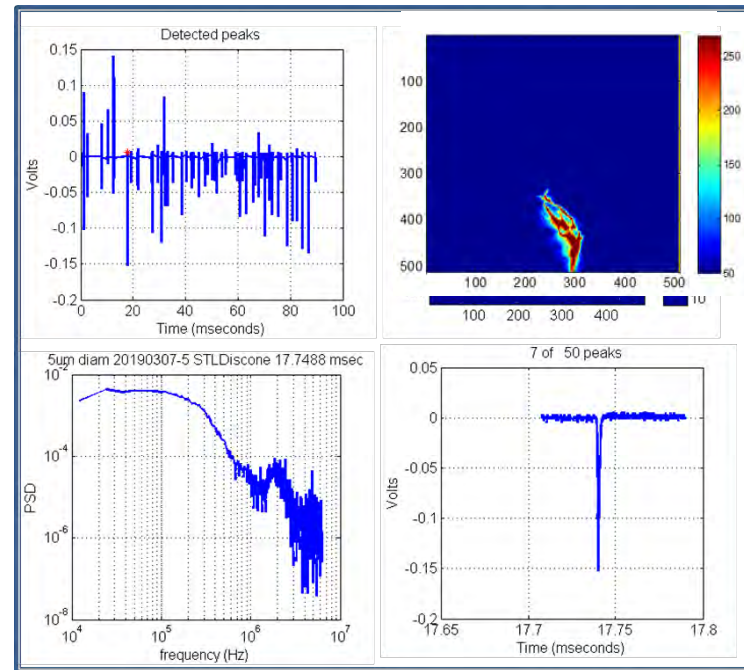 Detected peaks
0.15
0.1
0.05
0
-0.05
-0.1
-0.15
-0.2
Volts
0 20 40 60 80 100
Time (mseconds)
100
200
300
400
500
100 200 300 400 500
100 200 300 400
250
200
150
100
50
10
5um diam 20190307-5 STLDiscone 17.7488 msec
10-2
10-4
10-6
10-8
PSD
104 105 106 107
frequency (Hz)
7 of 50 peaks
0.05
0
-0.05
-0.1
-0.15
-0.2
Volts
17.65 17.7 17.75 17.8
Time (mseconds)